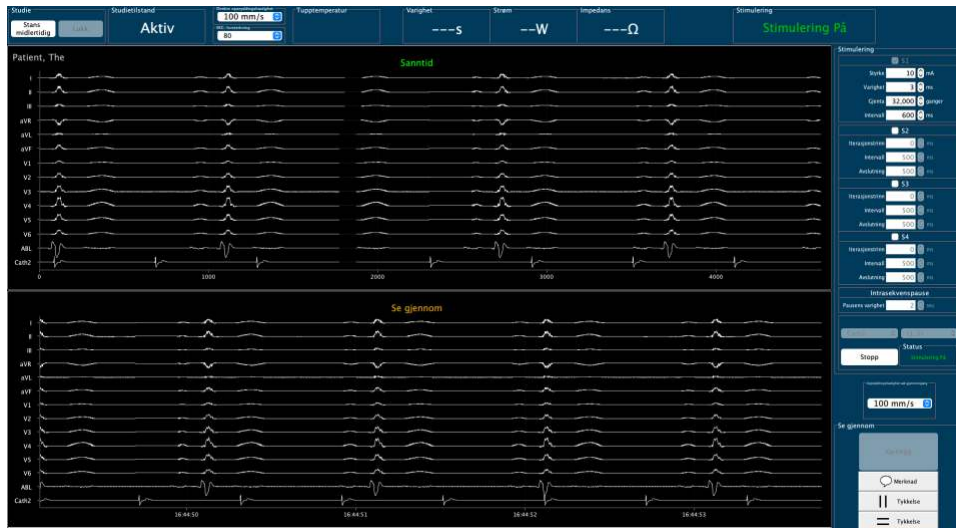 Studie
Stans midlertidig
Lukk
Studietilstand
Aktiv
100 mm/s
80
Tupptemperatur
Varighet
---s
Strøm
--W
Impedans
---Ω
Stimulering
Stimulering På
Patient, The
Sanntid
I
II
III
aVR
aVL
aVF
V1
V2
V3
V4
V5
V6
ABL
Cath2
0
1000
2000
3000
4000
Se gjennom
I
II
III
aVR
aVL
aVF
V1
V2
V3
V4
V5
V6
ABL
Cath2
16:44:50
16:44:51
16:44:52
16:44:53
Stimulering
S1
Styrke 10 mA
Varighet 3 ms
Gjenta 32,000 ganger
Intervall 600 ms
S2
Iterasjonstrinn 0 ms
Intervall 500 ms
Avslutning 500 ms
S3
Iterasjonstrinn 0 ms
Intervall 500 ms
Avslutning 500 ms
S4
Iterasjonstrinn 0 ms
Intervall 500 ms
Avslutning 500 ms
Intrasekvenspause
Pausens varighet 2 sec
Stopp
Status
Stimulering På
100 mm/s
Se gjennom
Merknad
Tykkelse
Tykkelse